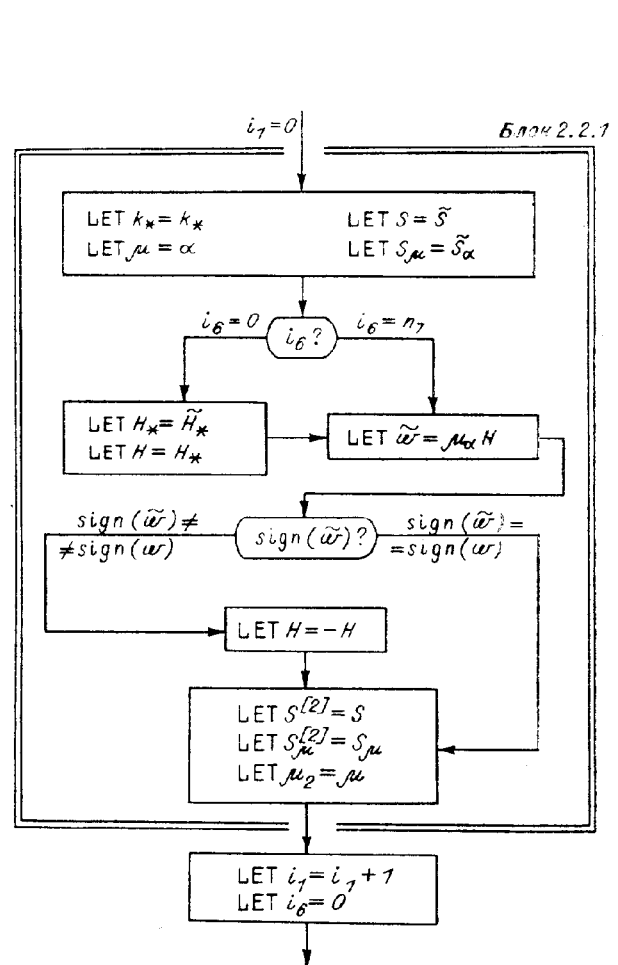 i₁=0
Блок 2.2.1
LET k*= k* LET S = S̃
LET μ = α LET Sμ = S̃α
i₆=0 i₆? i₆= n₁
LET H*= H̃*
LET H = H*
LET w̃ = μα H
sign (w̃) ≠
≠sign (w)
sign (w̃)?
sign (w̃) =
=sign (w)
LET H = −H
LET S[2] = S
LET Sμ[2] = Sμ
LET μ₂ = μ
LET i₁ = i₁ + 1
LET i₆ = 0